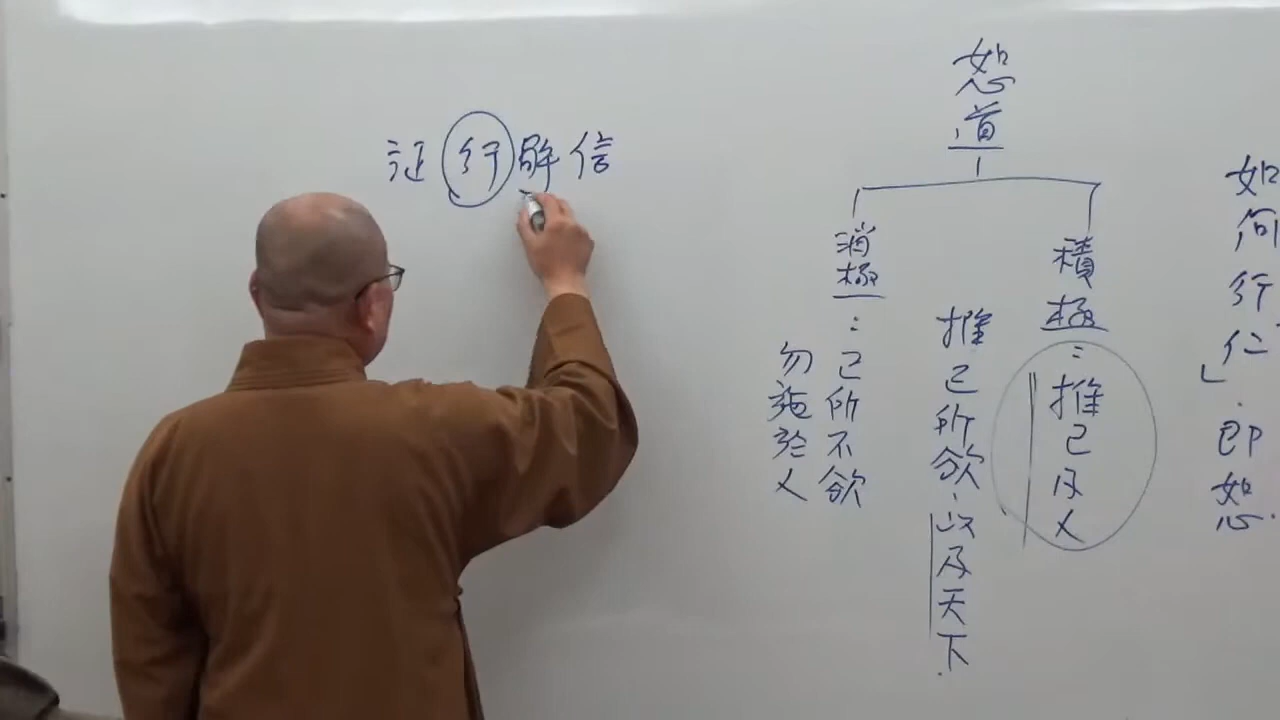 如何行仁」.即恕.
恕道
積極:推己及人
推己所欲.以及天下.
消極:己所不欲
勿施於人
信解行証